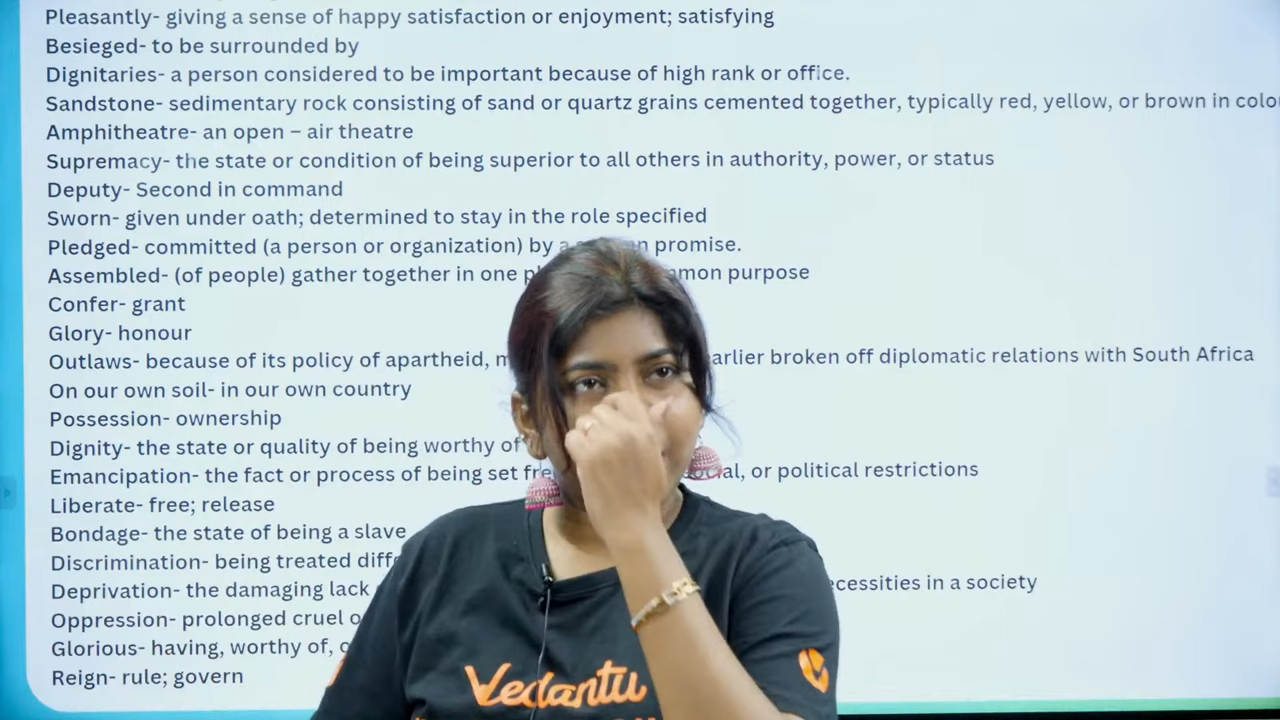 Pleasantly- giving a sense of happy satisfaction or enjoyment; satisfying
Besieged- to be surrounded by
Dignitaries- a person considered to be important because of high rank or office.
Sandstone- sedimentary rock consisting of sand or quartz grains cemented together, typically red, yellow, or brown in colo
Amphitheatre- an open – air theatre
Supremacy- the state or condition of being superior to all others in authority, power, or status
Deputy- Second in command
Sworn- given under oath; determined to stay in the role specified
Pledged- committed (a person or organization) by a promise.
Assembled- (of people) gather together in one purpose
Confer- grant
Glory- honour
Outlaws- because of its policy of apartheid, broken off diplomatic relations with South Africa
On our own soil- in our own country
Possession- ownership
Dignity- the state or quality of being worthy of
Emancipation- the fact or process of being set or political restrictions
Liberate- free; release
Bondage- the state of being a slave
Discrimination- being treated
Deprivation- the damaging lack in a society
Oppression- prolonged cruel
Glorious- having, worthy of,
Reign- rule; govern
Vedantu